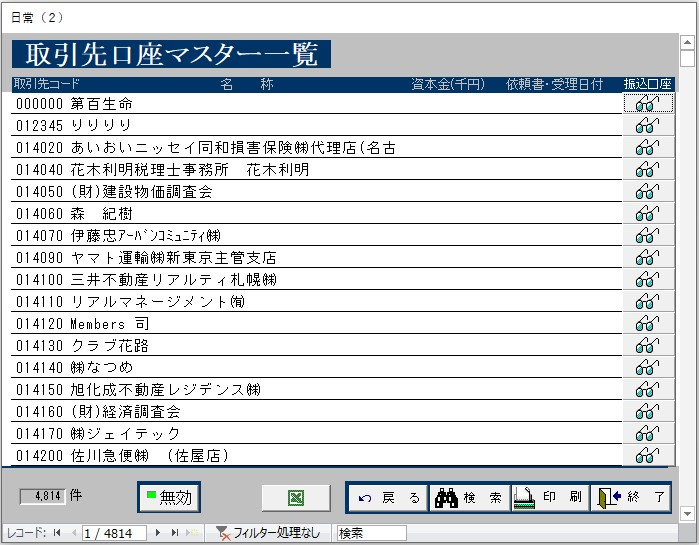 日常（２）
取引先口座マスター一覧
取引先コード 名　　称 資本金(千円) 依頼書・受理日付 振込口座
000000 第百生命
012345 りりりり
014020 あいおいニッセイ同和損害保険㈱代理店(名古
014040 花木利明税理士事務所　花木利明
014050 (財)建設物価調査会
014060 森　紀樹
014070 伊藤忠ｱｰﾊﾞﾝｺﾐｭﾆﾃｨ㈱
014090 ヤマト運輸㈱新東京主管支店
014100 三井不動産リアルティ札幌㈱
014110 リアルマネージメント㈲
014120 Members 司
014130 クラブ花路
014140 ㈱なつめ
014150 旭化成不動産レジデンス㈱
014160 (財)経済調査会
014170 ㈱ジェイテック
014200 佐川急便㈱　(佐屋店)
4,814 件 無効 戻 る 検 索 印 刷 終 了
レコード: 1 / 4814 フィルター処理なし 検索